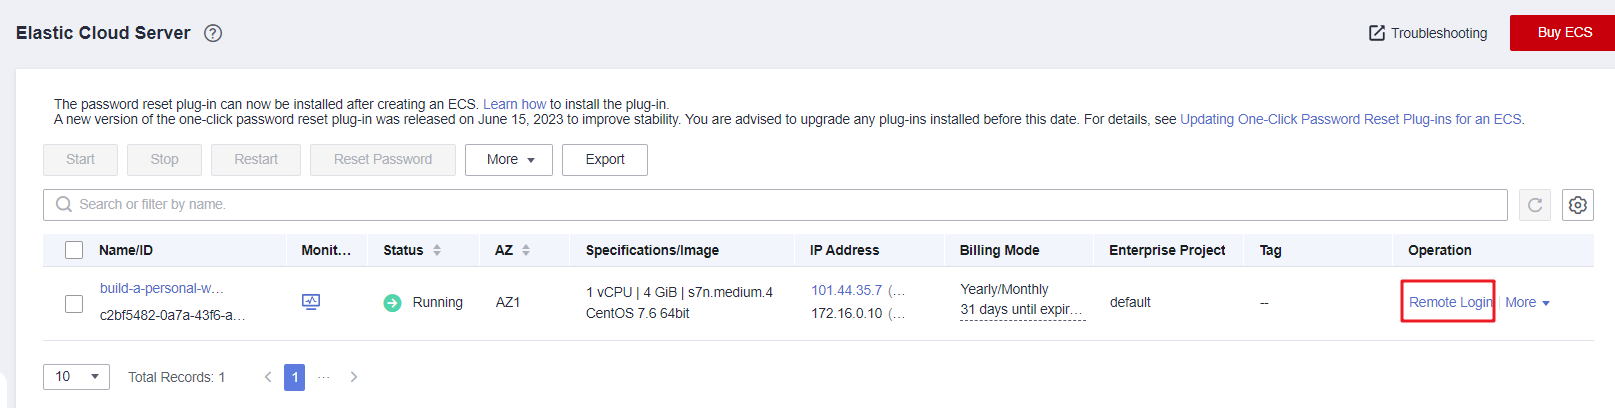 Elastic Cloud Server ?
Troubleshooting
Buy ECS
The password reset plug-in can now be installed after creating an ECS. Learn how to install the plug-in.
A new version of the one-click password reset plug-in was released on June 15, 2023 to improve stability. You are advised to upgrade any plug-ins installed before this date. For details, see Updating One-Click Password Reset Plug-ins for an ECS.
Start Stop Restart Reset Password More Export
Search or filter by name.
Name/ID Monit... Status AZ Specifications/Image IP Address Billing Mode Enterprise Project Tag Operation
build-a-personal-w...
c2bf5482-0a7a-43f6-a...
Running
AZ1
1 vCPU | 4 GiB | s7n.medium.4
CentOS 7.6 64bit
101.44.35.7 (...
172.16.0.10 (...
Yearly/Monthly
31 days until expir...
default
--
Remote Login | More
10 Total Records: 1 < 1 ... >